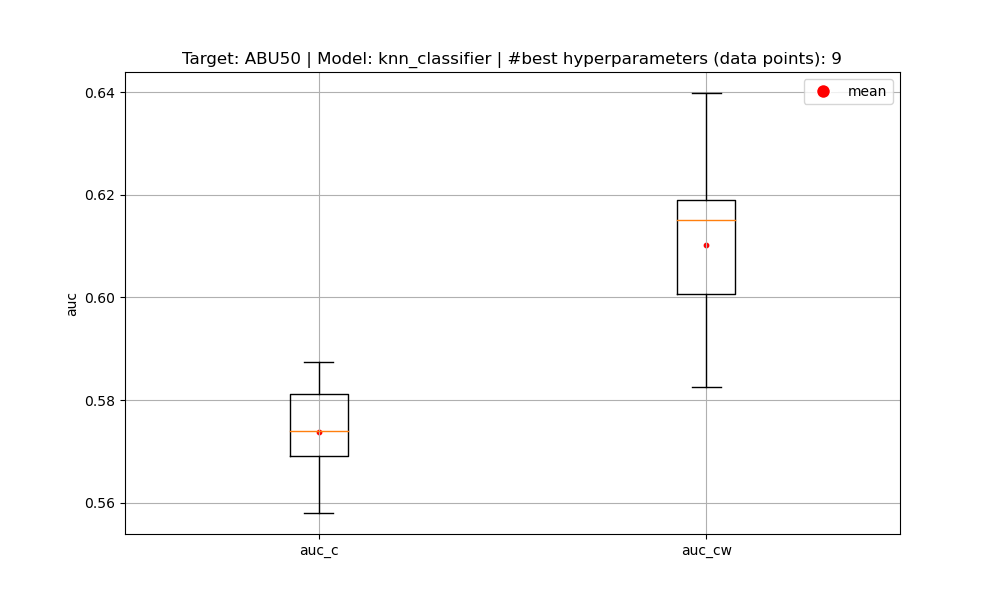 Target: ABU50 | Model: knn_classifier | #best hyperparameters (data points): 9
mean
0.64
0.62
0.60
0.58
0.56
auc
auc_c
auc_cw